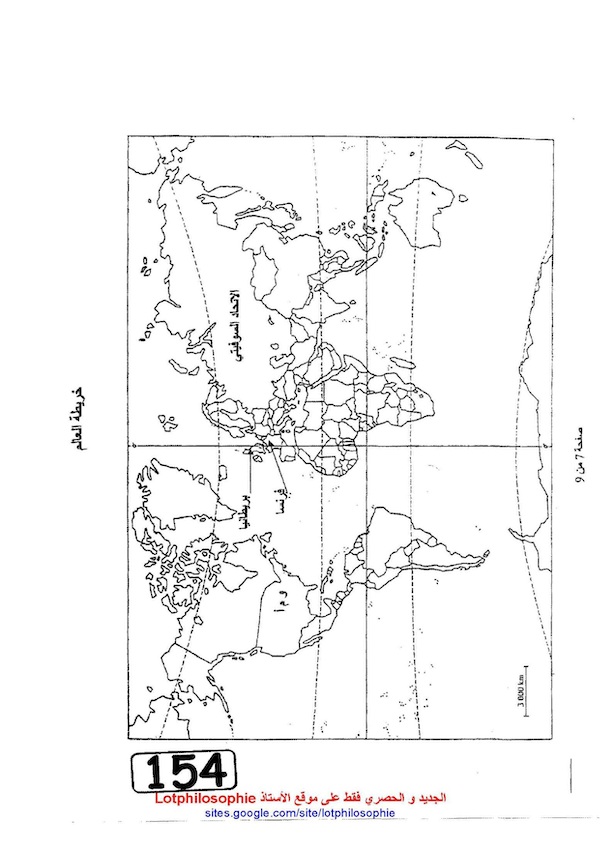 خريطة العالم
الاتحاد السوفيتي
بريطانيا
فرنسا
و م ا
3 000 km
صفحة 7 من 9
154
الجديد و الحصري فقط على موقع الأستاذ Lotphilosophie
sites.google.com/site/lotphilosophie